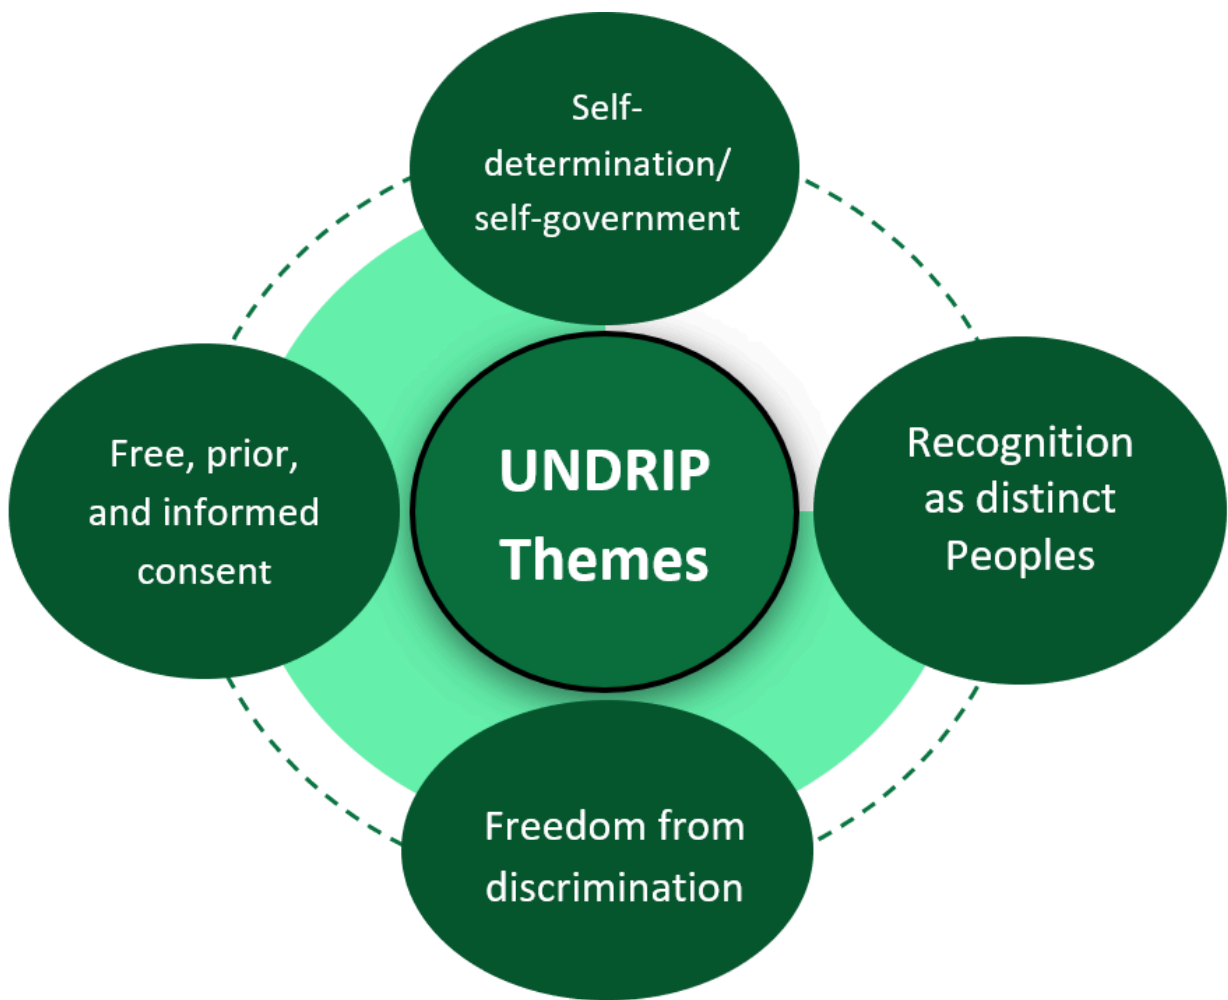 Self-
determination/
self-government
Free, prior,
and informed
consent
UNDRIP
Themes
Recognition
as distinct
Peoples
Freedom from
discrimination